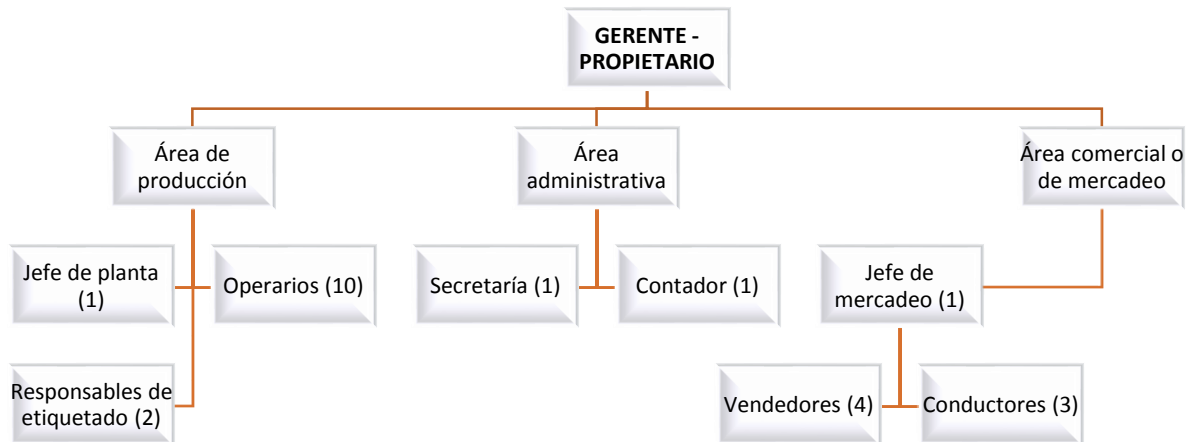 GERENTE -
PROPIETARIO
Área de
producción
Área
administrativa
Área comercial o
de mercadeo
Jefe de planta
(1)
Operarios (10)
Secretaría (1)
Contador (1)
Jefe de
mercadeo (1)
Responsables de
etiquetado (2)
Vendedores (4)
Conductores (3)